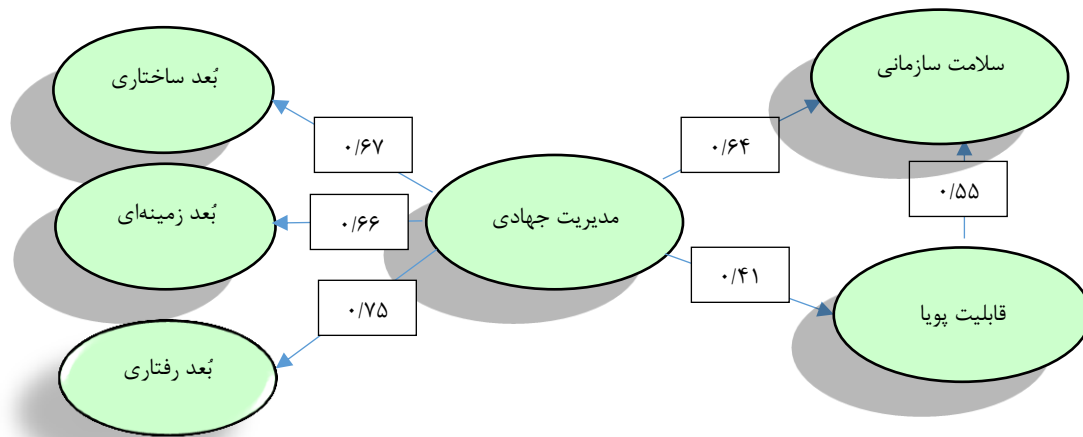 سلامت سازمانی
بُعد ساختاری
۰/۶۷
۰/۶۴
۰/۵۵
بُعد زمینه‌ای
۰/۶۶
مدیریت جهادی
۰/۴۱
۰/۷۵
قابلیت پویا
بُعد رفتاری